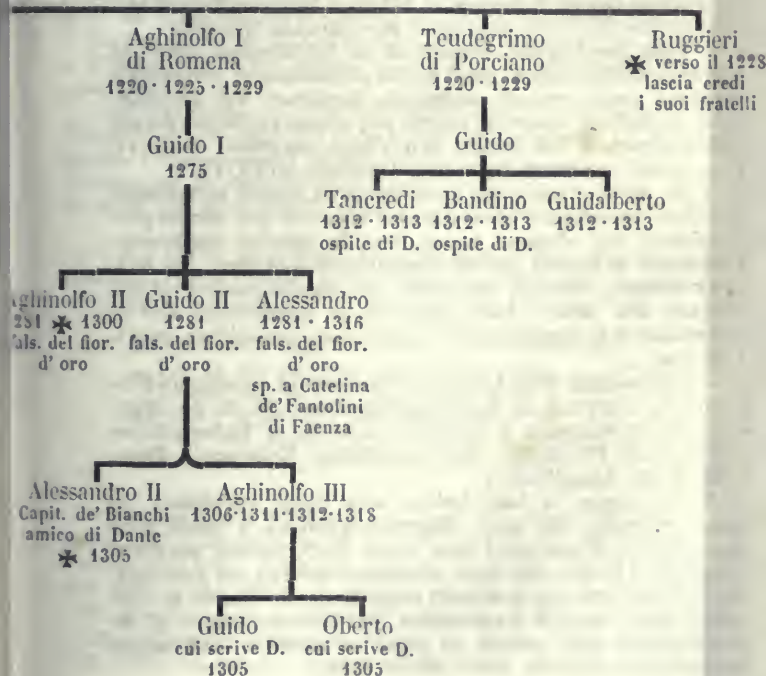 Aghinolfo I
di Romena
1220 · 1225 · 1229
Teudegrimo
di Porciano
1220 · 1229
Ruggieri
✠ verso il 1228
lascia eredi
i suoi fratelli
Guido I
1275
Guido
Tancredi
1312 · 1313
ospite di D.
Bandino
1312 · 1313
ospite di D.
Guidalberto
1312 · 1313
ghinolfo II
281 ✠ 1300
als. del fior.
d' oro
Guido II
1281
fals. del fior.
d' oro
Alessandro
1281 · 1316
fals. del fior.
d' oro
sp. a Catelina
de' Fantolini
di Faenza
Alessandro II
Capit. de' Bianchi
amico di Dante
✠ 1305
Aghinolfo III
1306·1311·1312·1318
Guido
cui scrive D.
1305
Oberto
cui scrive D.
1305